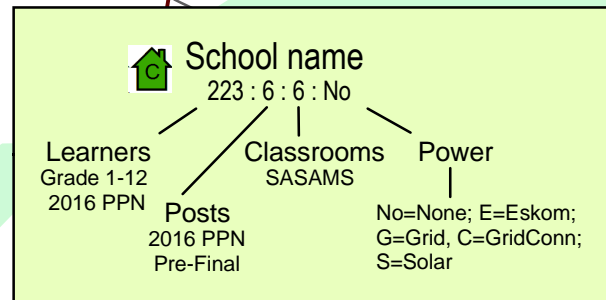 C
School name
223 : 6 : 6 : No
Learners
Grade 1-12
2016 PPN
Posts
2016 PPN
Pre-Final
Classrooms
SASAMS
Power
No=None; E=Eskom;
G=Grid, C=GridConn;
S=Solar